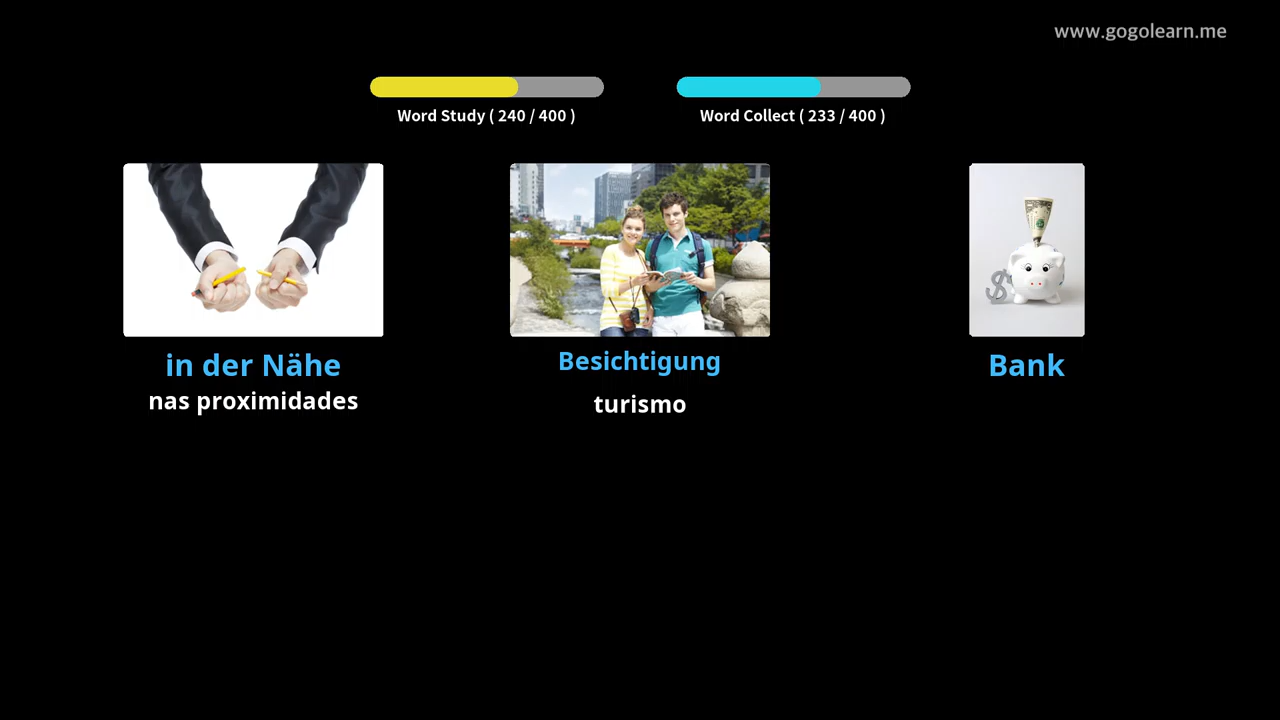 www.gogolearn.me
Word Study ( 240 / 400 )
Word Collect ( 233 / 400 )
in der Nähe
nas proximidades
Besichtigung
turismo
Bank